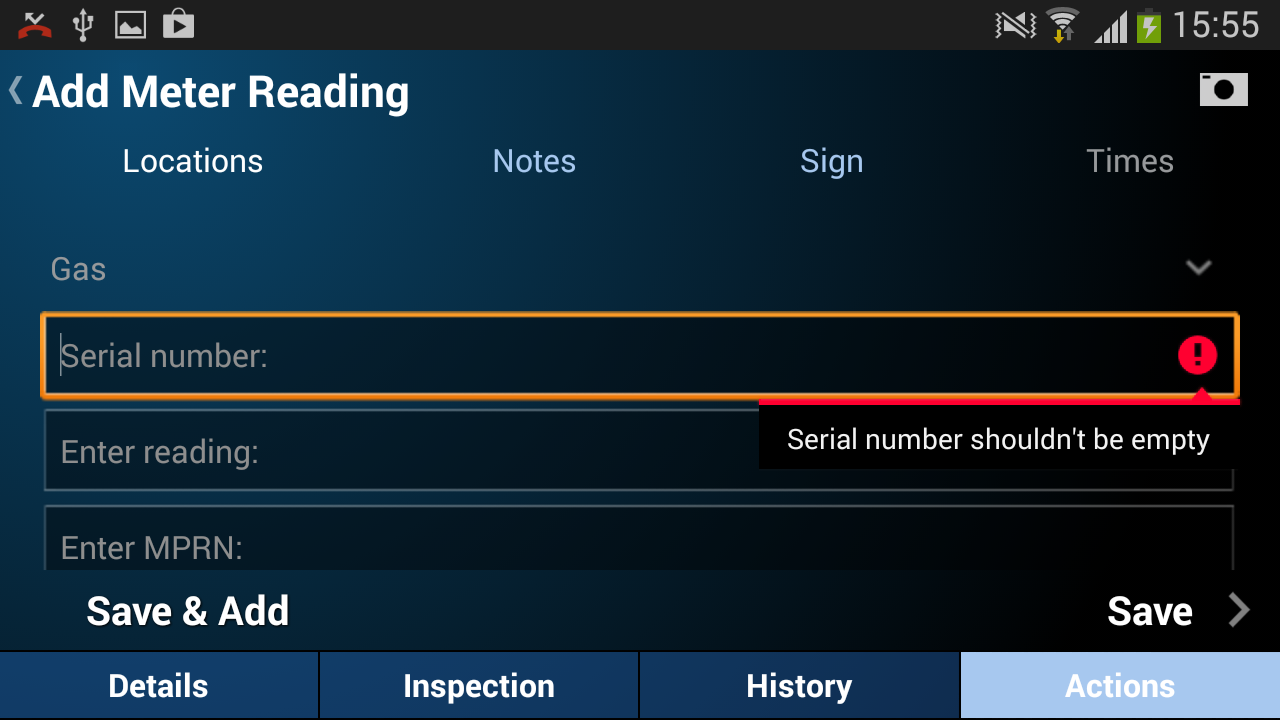 15:55
Add Meter Reading
Locations Notes Sign Times
Gas
Serial number:
Serial number shouldn't be empty
Enter reading:
Enter MPRN:
Save & Add Save
Details Inspection History Actions